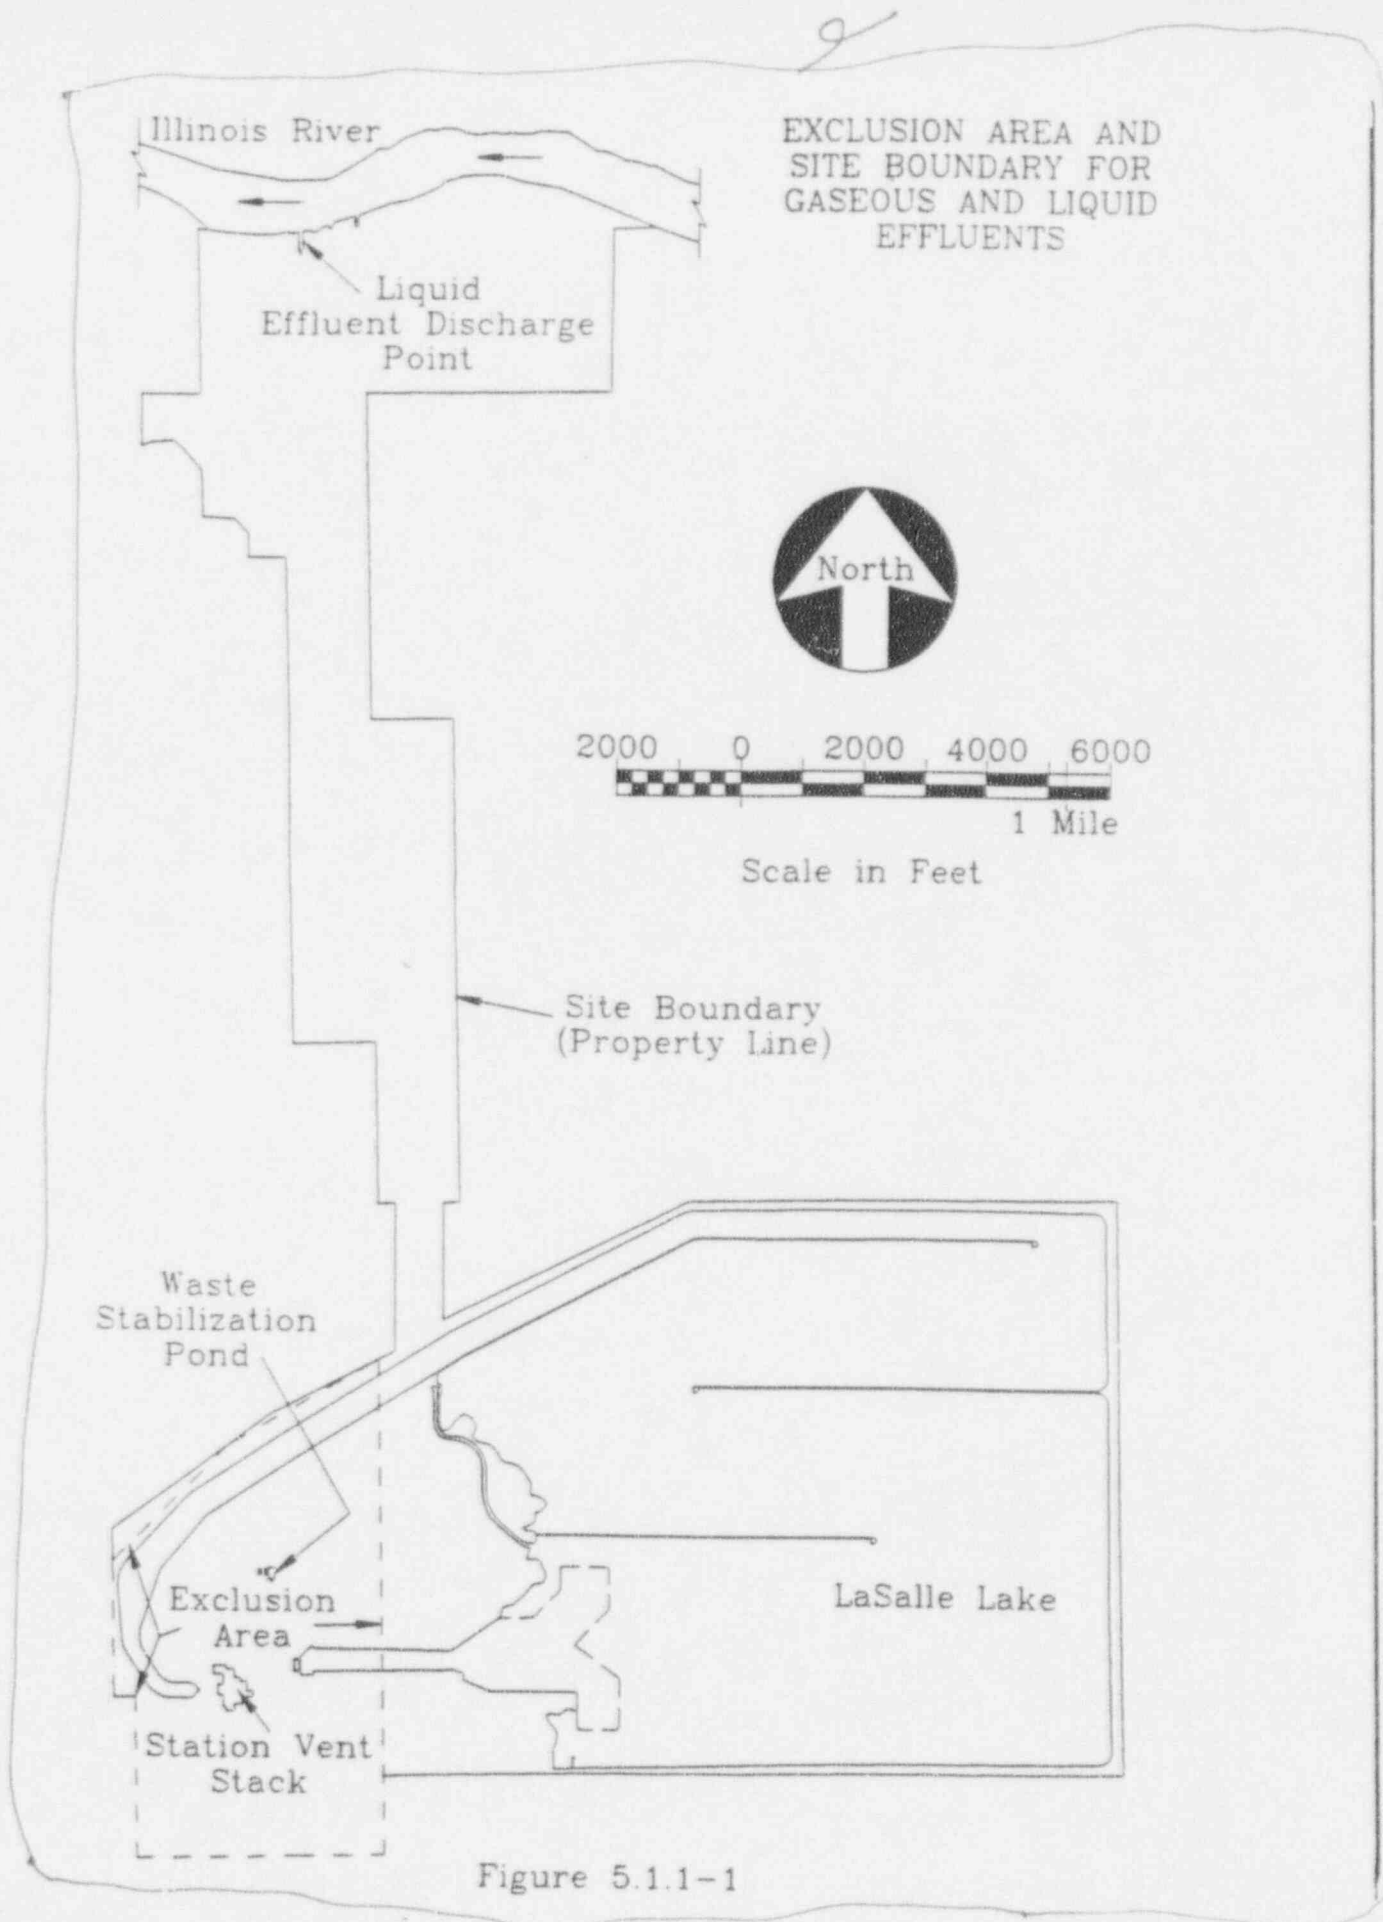 Illinois River
EXCLUSION AREA AND
SITE BOUNDARY FOR
GASEOUS AND LIQUID
EFFLUENTS
Liquid
Effluent Discharge
Point
North
2000 0 2000 4000 6000
1 Mile
Scale in Feet
Site Boundary
(Property Line)
Waste
Stabilization
Pond
Exclusion
Area
LaSalle Lake
Station Vent
Stack
Figure 5.1.1-1